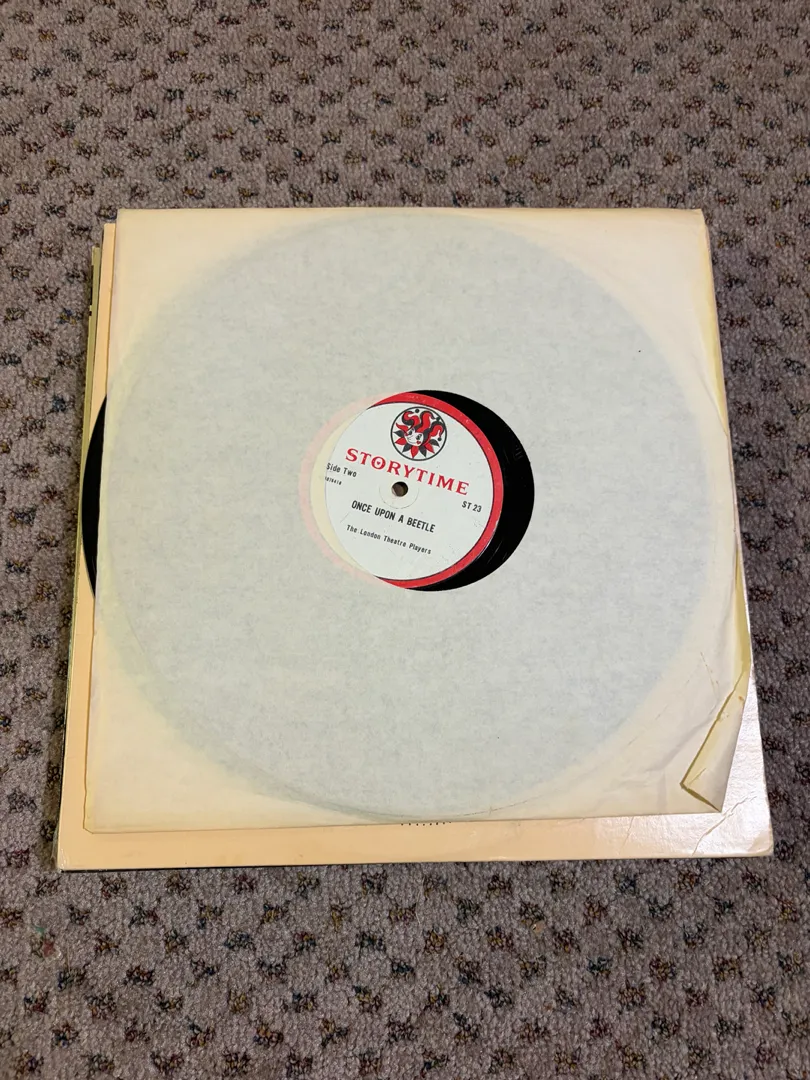 STORYTIME
Side Two
ST 23
ONCE UPON A BEETLE
The London Theatre Players